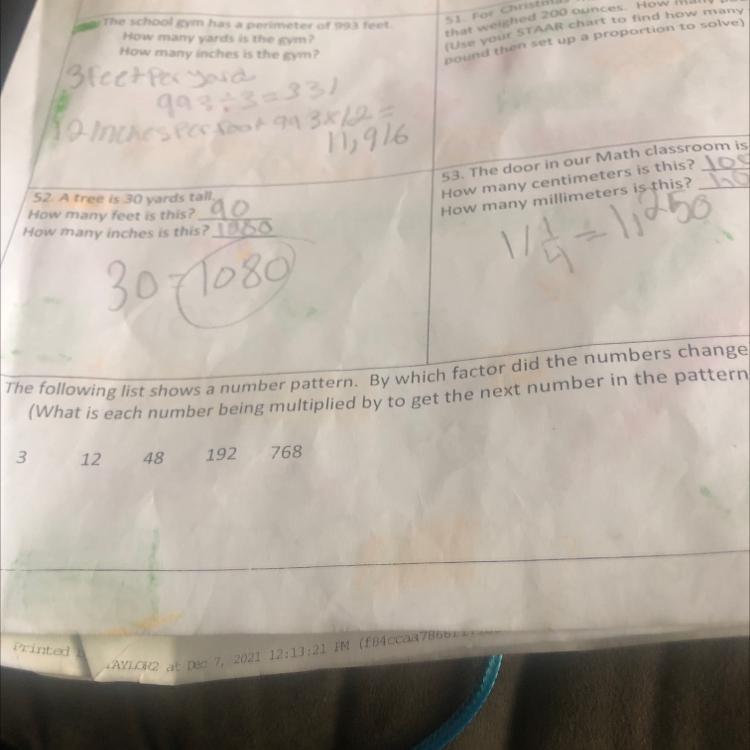 The school gym has a perimeter of 993 feet.
How many yards is the gym?
How many inches is the gym?
3 feet Per yard
993÷3=331
12 Inches Per foot 993x12=
11,916
51. For Christmas
that weighed 200 ounces. How many
(Use your STAAR chart to find how many
pound then set up a proportion to solve)
52. A tree is 30 yards tall.
How many feet is this? 90
How many inches is this? 1080
30 = 1080
53. The door in our Math classroom is
How many centimeters is this?
How many millimeters is this?
= 1,250
The following list shows a number pattern. By which factor did the numbers change
(What is each number being multiplied by to get the next number in the pattern
3 12 48 192 768
Printed
AYLOR2 at Dec 7, 2021 12:13:21 PM